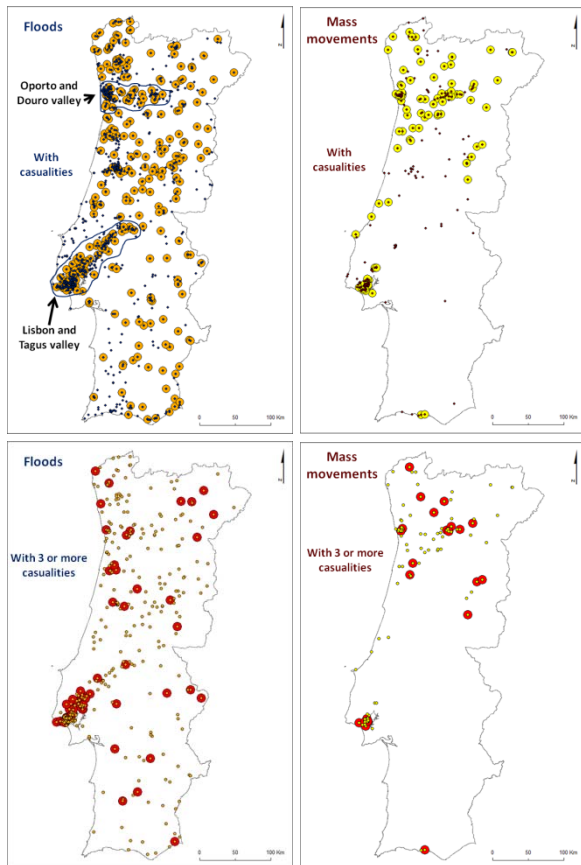 Floods
Oporto and
Douro valley
With
casualities
Lisbon and
Tagus valley
0 50 100 Km
Mass
movements
With
casualities
0 50 100 Km
Floods
With 3 or more
casualities
0 50 100 Km
Mass
movements
With 3 or more
casualities
0 50 100 Km